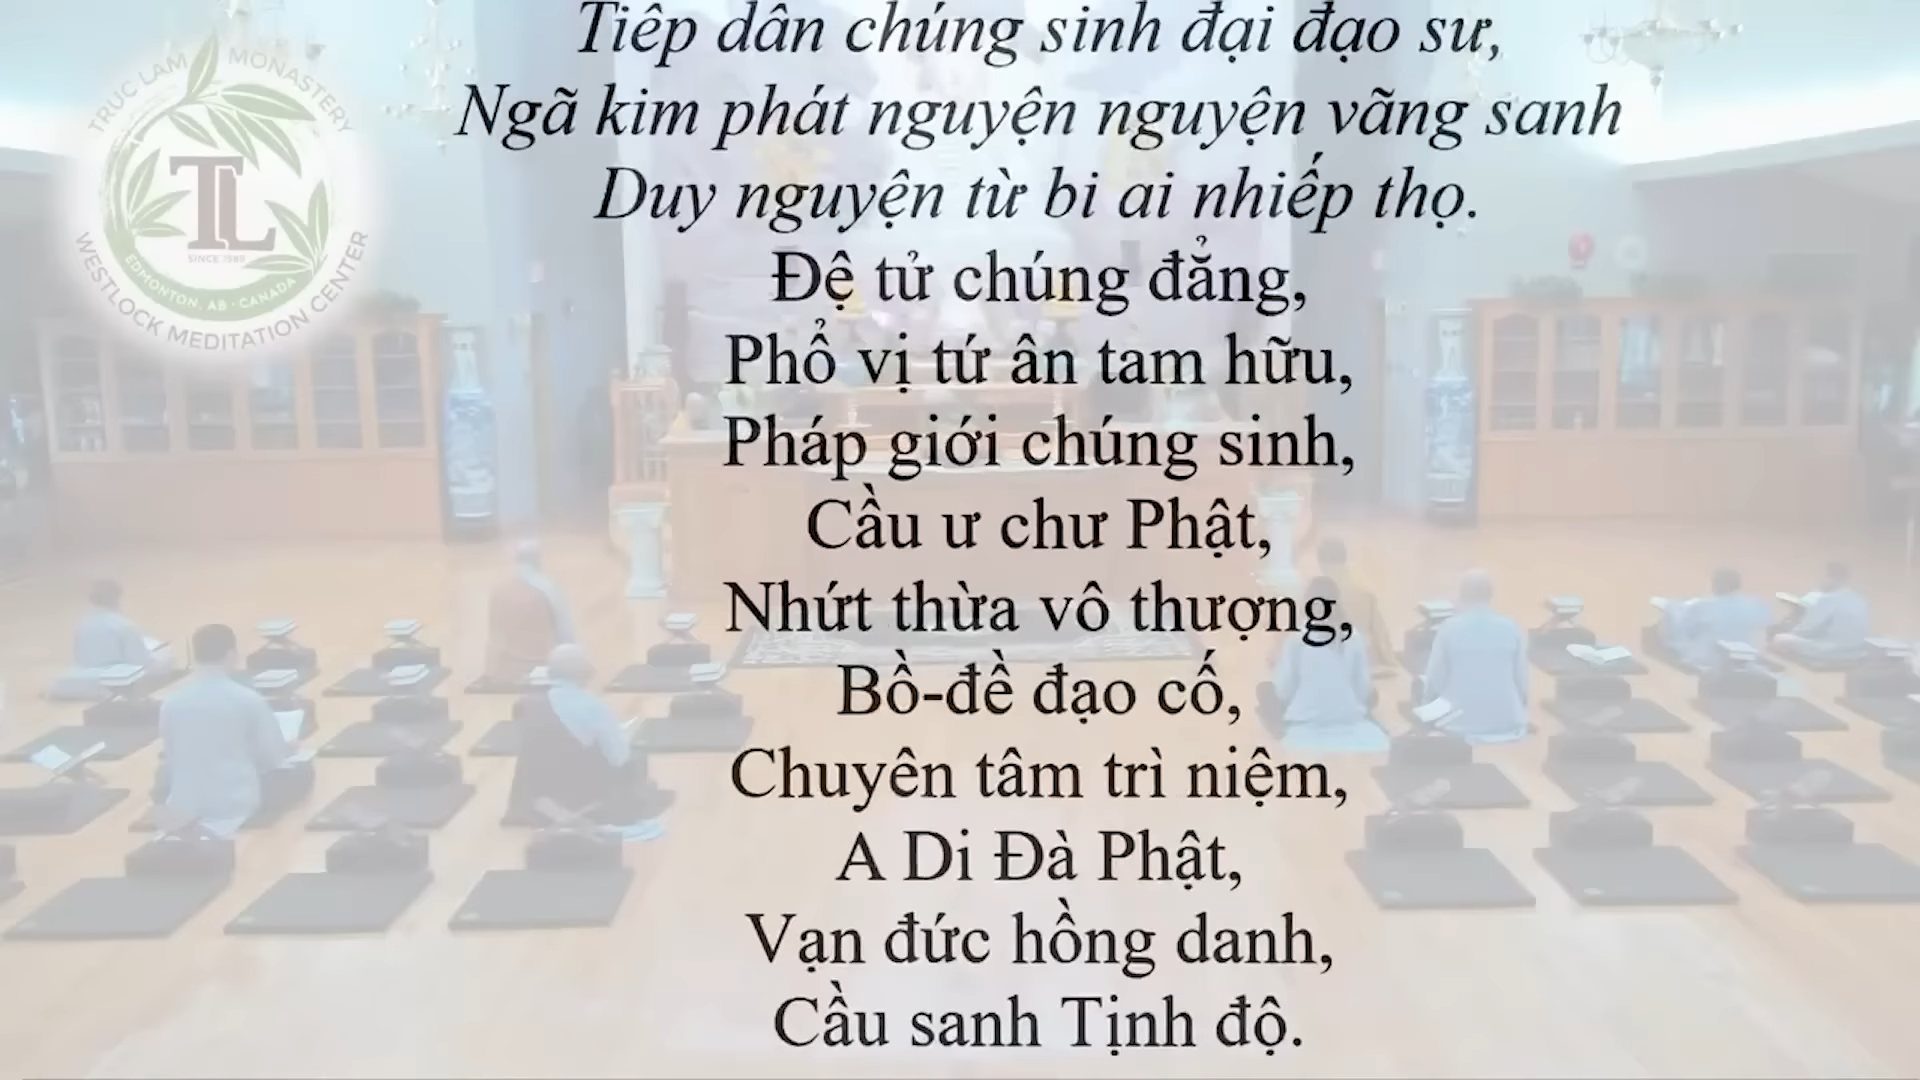 TRUC LAM MONASTERY
TL
SINCE 1989
EDMONTON, AB · CANADA
WESTLOCK MEDITATION CENTER
Tiếp dẫn chúng sinh đại đạo sư,
Ngã kim phát nguyện nguyện vãng sanh
Duy nguyện từ bi ai nhiếp thọ.
Đệ tử chúng đẳng,
Phổ vị tứ ân tam hữu,
Pháp giới chúng sinh,
Cầu ư chư Phật,
Nhứt thừa vô thượng,
Bồ-đề đạo cố,
Chuyên tâm trì niệm,
A Di Đà Phật,
Vạn đức hồng danh,
Cầu sanh Tịnh độ.